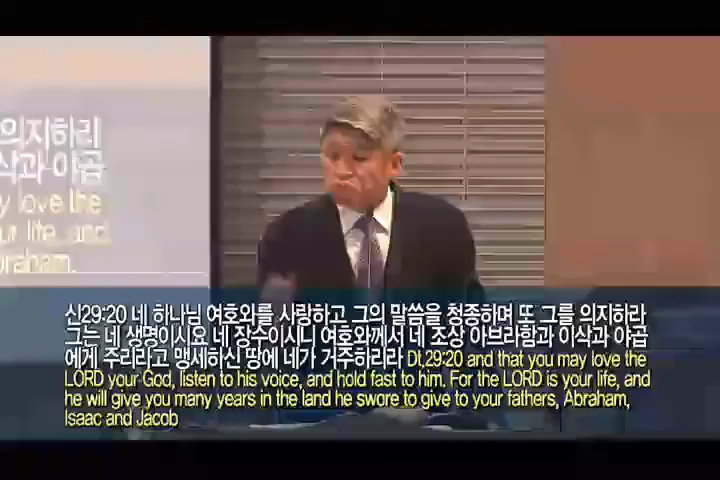 의지하리
삭과 야곱
y love the
ur life, and
braham,
신29:20 네 하나님 여호와를 사랑하고 그의 말씀을 청종하며 또 그를 의지하라
그는 네 생명이시요 네 장수이시니 여호와께서 네 조상 아브라함과 이삭과 야곱
에게 주리라고 맹세하신 땅에 네가 거주하리라 Dt,29:20 and that you may love the
LORD your God, listen to his voice, and hold fast to him. For the LORD is your life, and
he will give you many years in the land he swore to give to your fathers, Abraham,
Isaac and Jacob